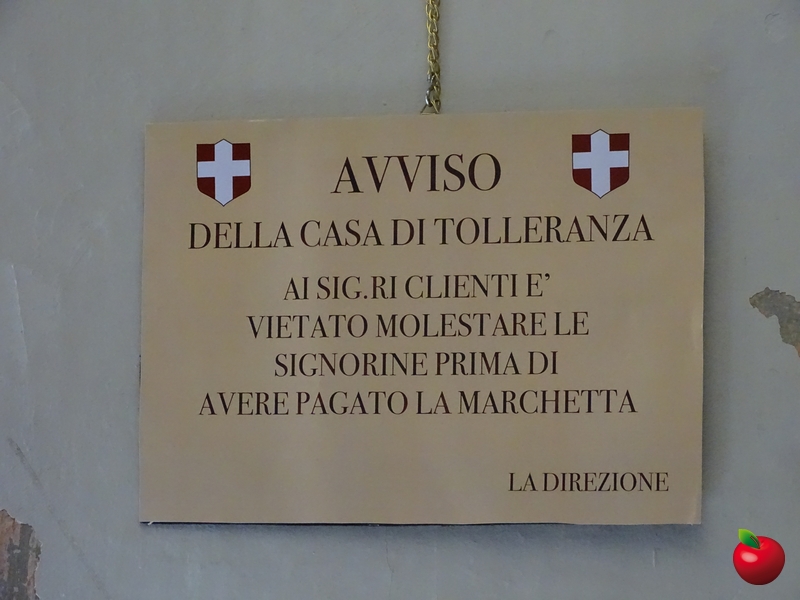 AVVISO
DELLA CASA DI TOLLERANZA
AI SIG.RI CLIENTI E'
VIETATO MOLESTARE LE
SIGNORINE PRIMA DI
AVERE PAGATO LA MARCHETTA
LA DIREZIONE